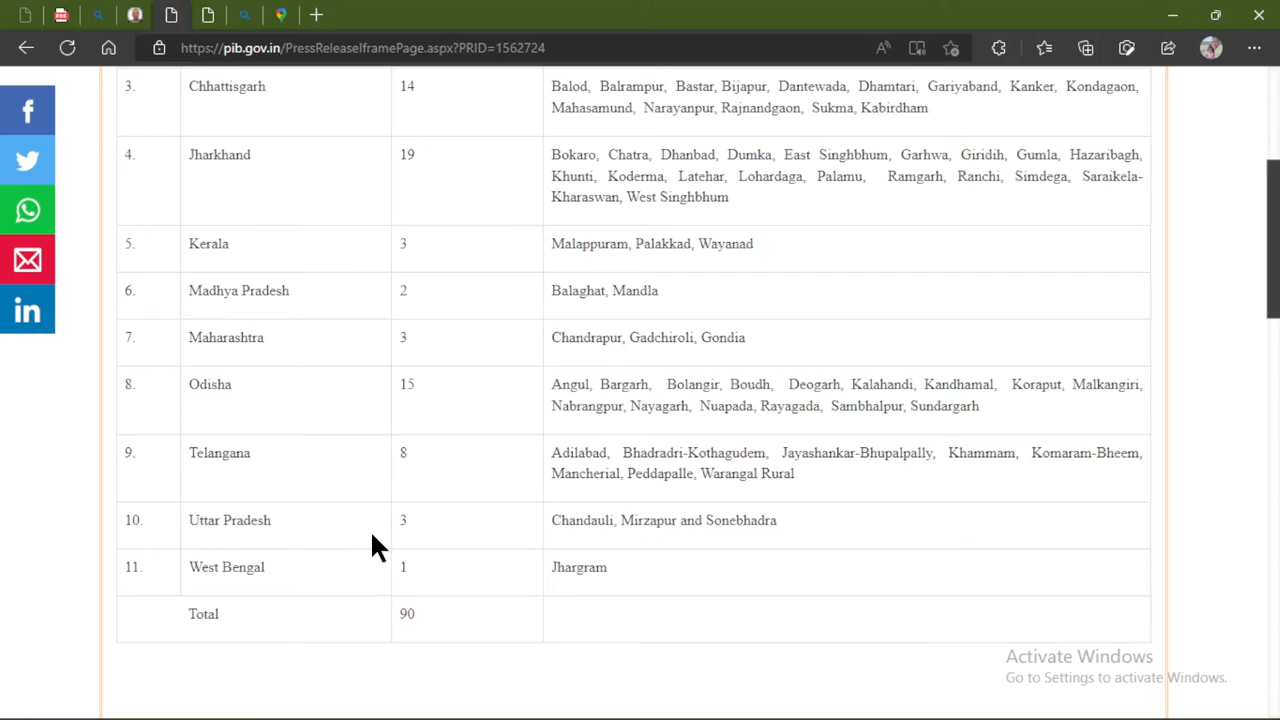 https://pib.gov.in/PressReleaseIframePage.aspx?PRID=1562724
3. Chhattisgarh 14 Balod, Balrampur, Bastar, Bijapur, Dantewada, Dhamtari, Gariyaband, Kanker, Kondagaon,
Mahasamund, Narayanpur, Rajnandgaon, Sukma, Kabirdham
4. Jharkhand 19 Bokaro, Chatra, Dhanbad, Dumka, East Singhbhum, Garhwa, Giridih, Gumla, Hazaribagh,
Khunti, Koderma, Latehar, Lohardaga, Palamu, Ramgarh, Ranchi, Simdega, Saraikela-
Kharaswan, West Singhbhum
5. Kerala 3 Malappuram, Palakkad, Wayanad
6. Madhya Pradesh 2 Balaghat, Mandla
7. Maharashtra 3 Chandrapur, Gadchiroli, Gondia
8. Odisha 15 Angul, Bargarh, Bolangir, Boudh, Deogarh, Kalahandi, Kandhamal, Koraput, Malkangiri,
Nabrangpur, Nayagarh, Nuapada, Rayagada, Sambhalpur, Sundargarh
9. Telangana 8 Adilabad, Bhadradri-Kothagudem, Jayashankar-Bhupalpally, Khammam, Komaram-Bheem,
Mancherial, Peddapalle, Warangal Rural
10. Uttar Pradesh 3 Chandauli, Mirzapur and Sonebhadra
11. West Bengal 1 Jhargram
Total 90
Activate Windows
Go to Settings to activate Windows.